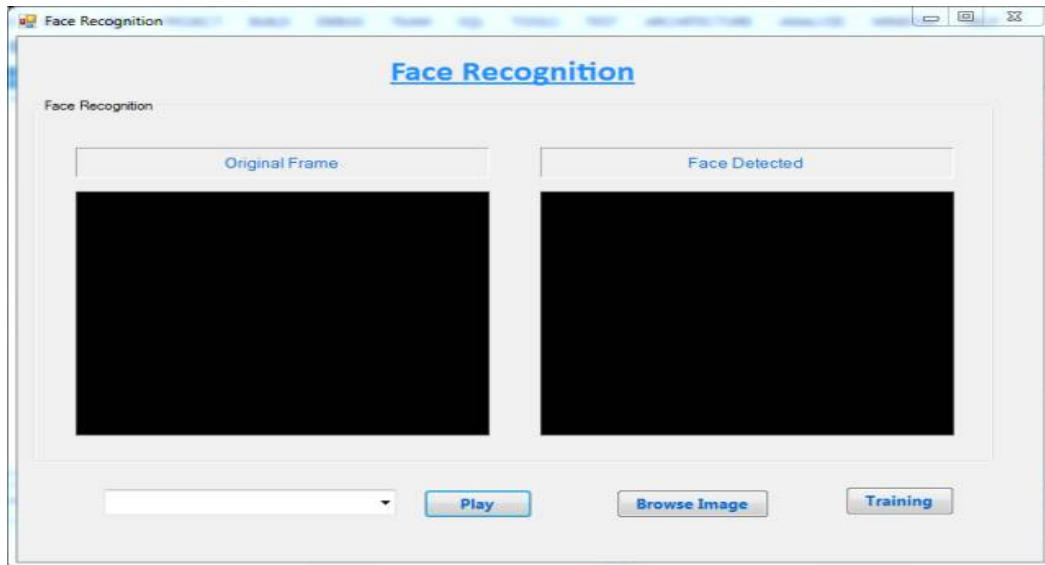 Face Recognition
Face Recognition
Face Recognition
Original Frame
Face Detected
Play
Browse Image
Training